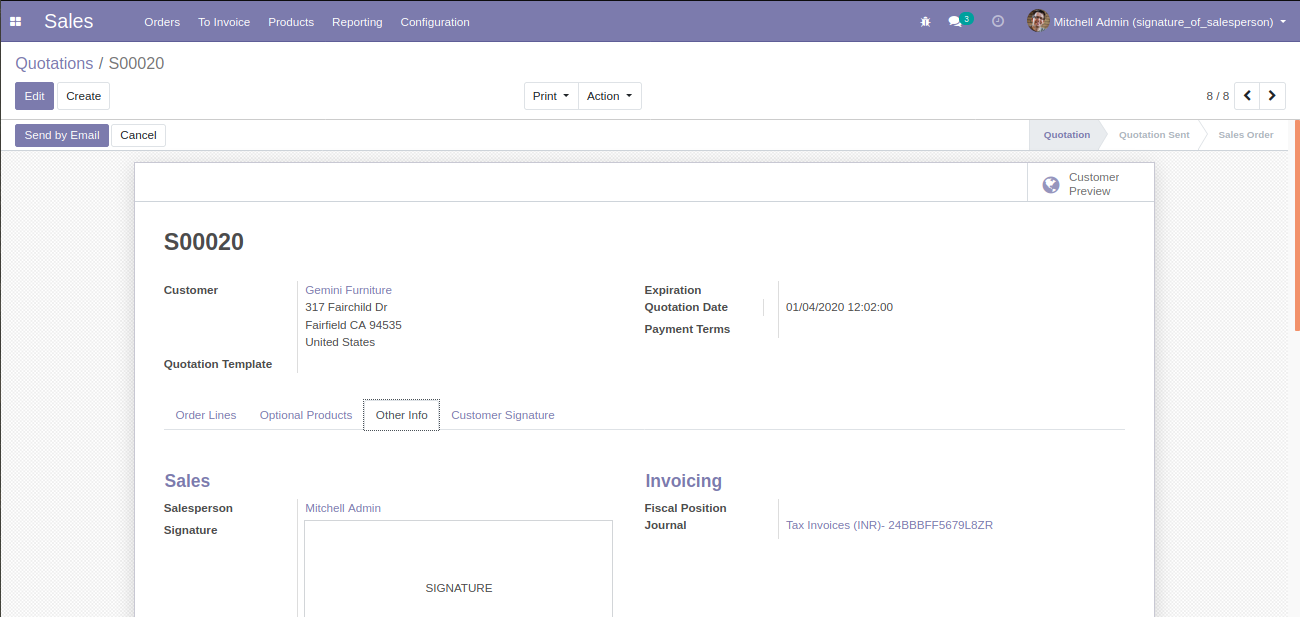 Sales Orders To Invoice Products Reporting Configuration 3 Mitchell Admin (signature_of_salesperson)
Quotations / S00020
Edit Create Print Action 8 / 8
Send by Email Cancel Quotation Quotation Sent Sales Order
Customer
Preview
S00020
Customer Gemini Furniture Expiration
317 Fairchild Dr Quotation Date 01/04/2020 12:02:00
Fairfield CA 94535 Payment Terms
United States
Quotation Template
Order Lines Optional Products Other Info Customer Signature
Sales Invoicing
Salesperson Mitchell Admin Fiscal Position
Signature Journal Tax Invoices (INR)- 24BBBFF5679L8ZR
SIGNATURE